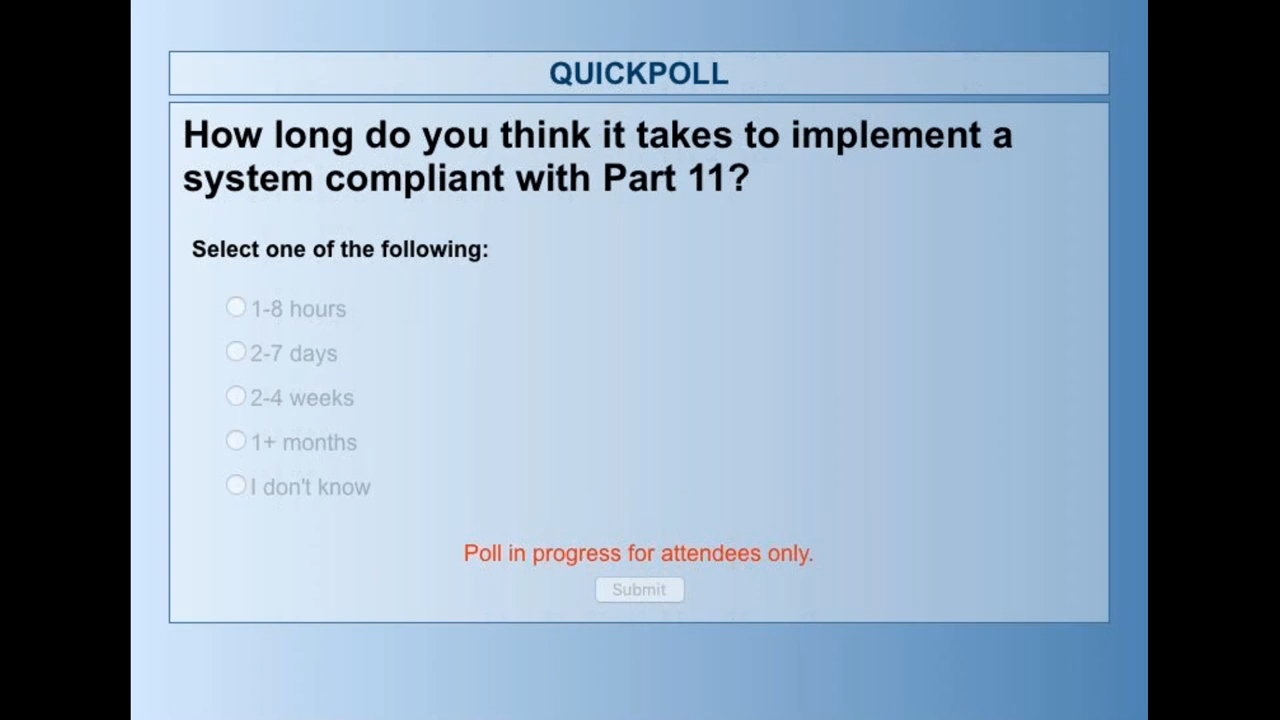 QUICKPOLL
How long do you think it takes to implement a
system compliant with Part 11?
Select one of the following:
1-8 hours
2-7 days
2-4 weeks
1+ months
I don't know
Poll in progress for attendees only.
Submit